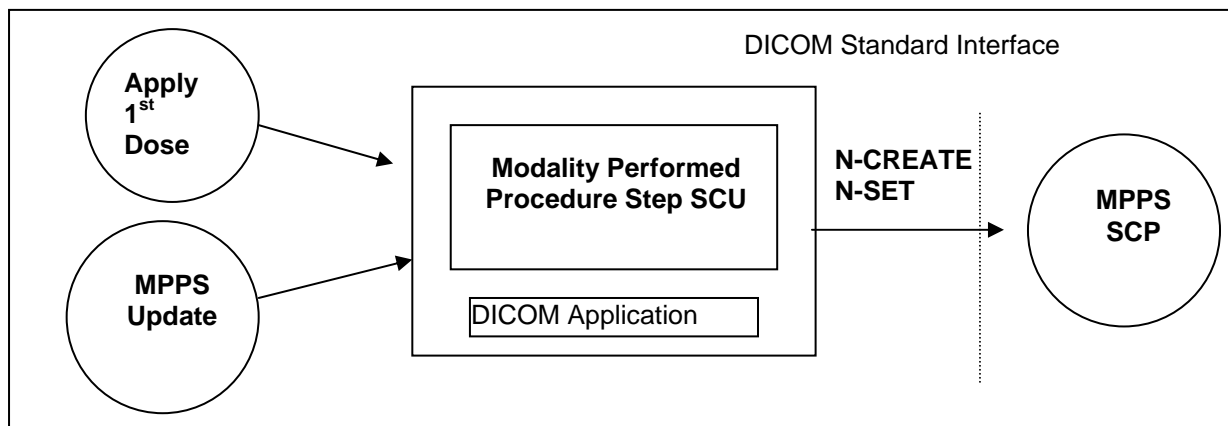 DICOM Standard Interface
Apply
1st
Dose
MPPS
Update
Modality Performed
Procedure Step SCU
DICOM Application
N-CREATE
N-SET
MPPS
SCP